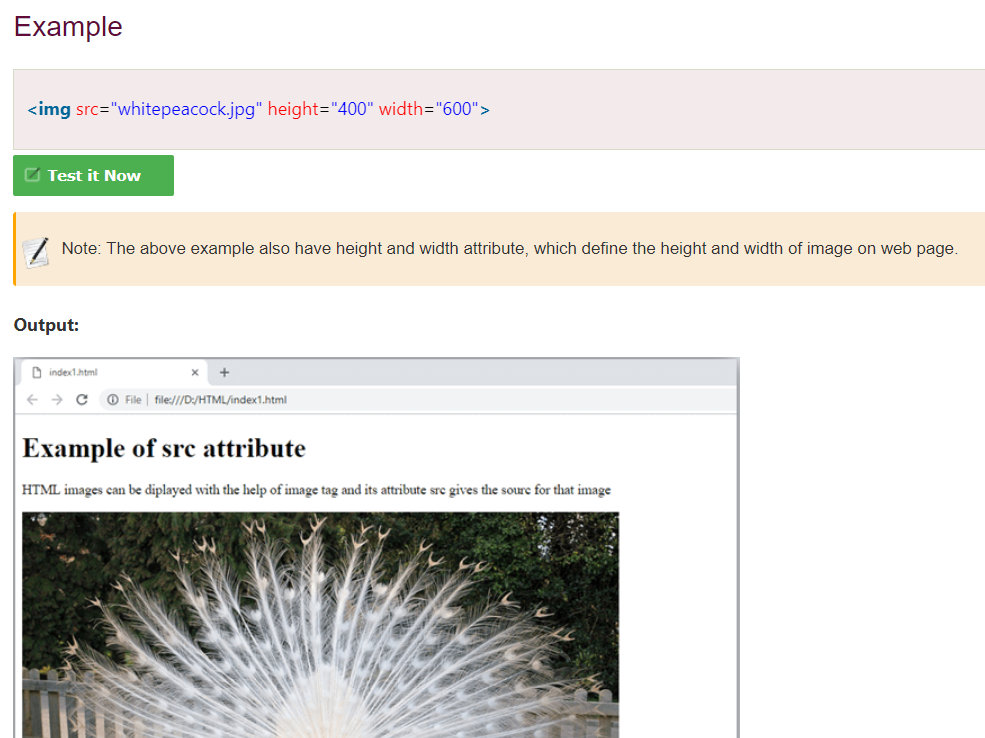 Example
<img src="whitepeacock.jpg" height="400" width="600">
Test it Now
Note: The above example also have height and width attribute, which define the height and width of image on web page.
Output:
index1.html
File | file:///D:/HTML/index1.html
Example of src attribute
HTML images can be diplayed with the help of image tag and its attribute src gives the sourc for that image